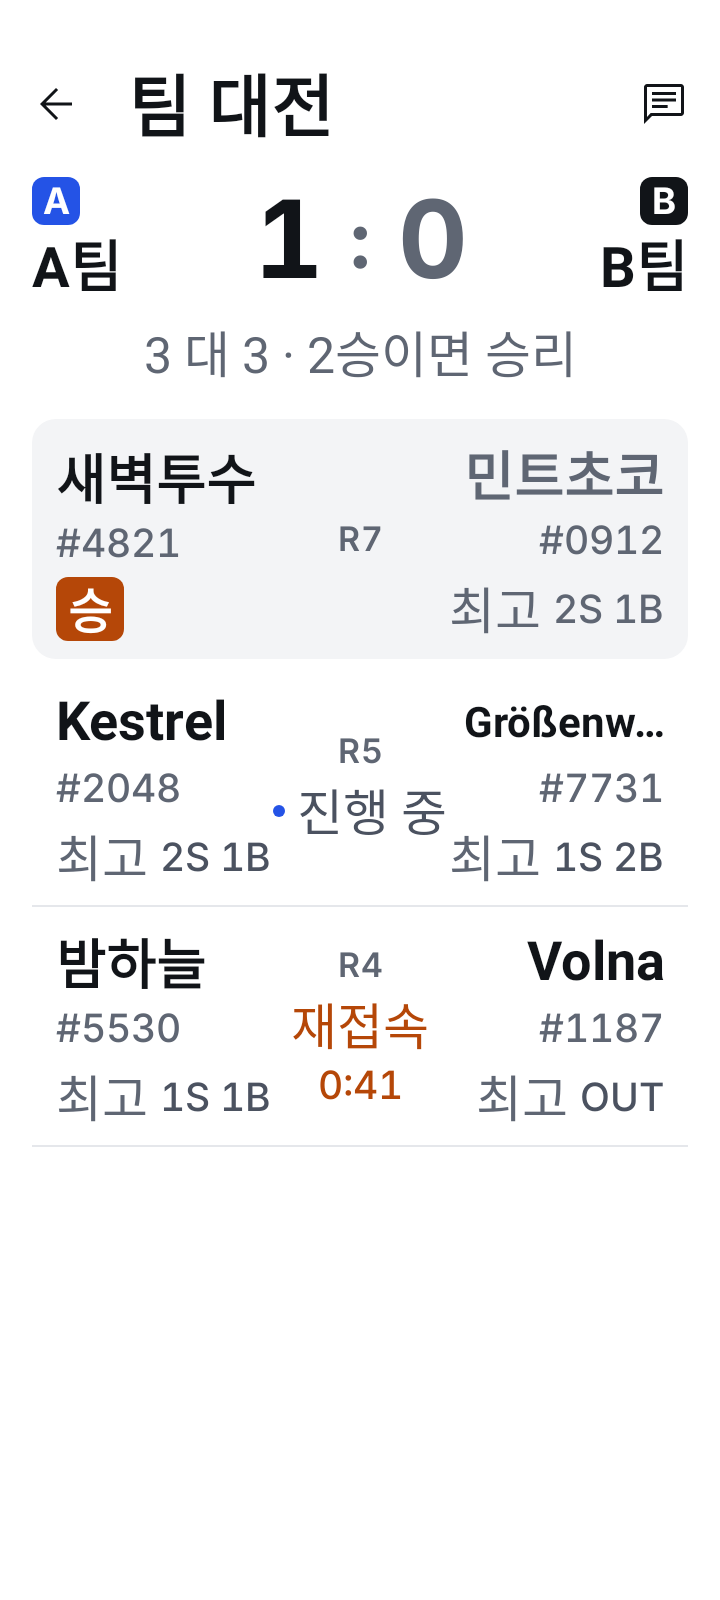 팀 대전
A
B
A팀
1 : 0
B팀
3 대 3 · 2승이면 승리
새벽투수
민트초코
#4821
R7
#0912
승
최고 2S 1B
Kestrel
Größenw...
R5
#2048
#7731
진행 중
최고 2S 1B
최고 1S 2B
밤하늘
R4
Volna
#5530
재접속
#1187
0:41
최고 1S 1B
최고 OUT